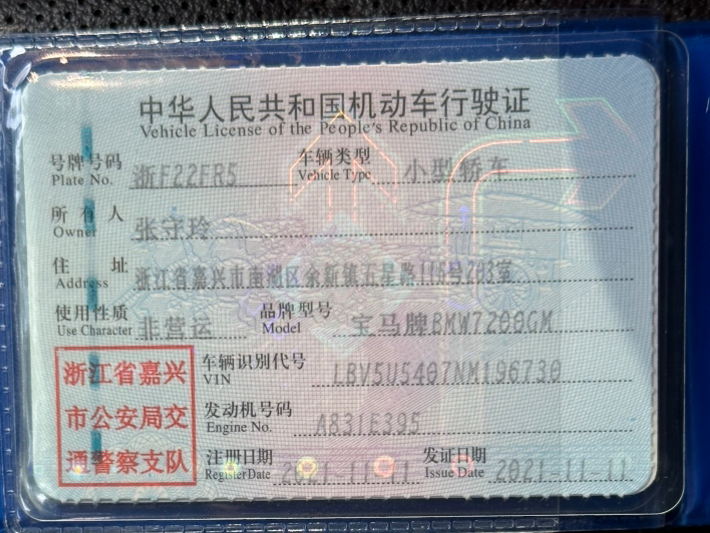 中华人民共和国机动车行驶证
Vehicle License of the People's Republic of China
号牌号码 浙F22FR5 车辆类型 小型轿车
Plate No. Vehicle Type
所有人 张守玲
Owner
住址 浙江省嘉兴市南湖区余新镇五星路115号203室
Address
使用性质 非营运 品牌型号 宝马牌BMW7200GM
Use Character Model
浙江省嘉兴
市公安局交
通警察支队
车辆识别代号 LBV5U5407NM196730
VIN
发动机号码 A831E395
Engine No.
注册日期 2021-11-11 发证日期 2021-11-11
Register Date Issue Date